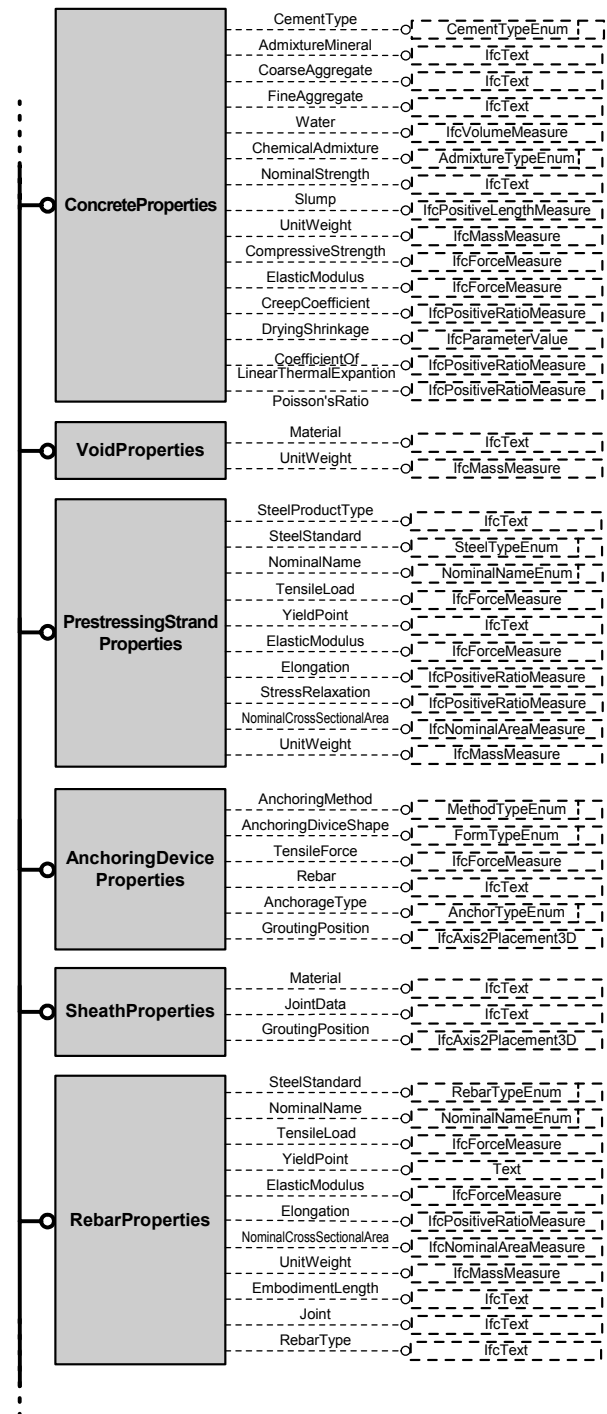 CementType
CementTypeEnum
AdmixtureMineral
IfcText
CoarseAggregate
IfcText
FineAggregate
IfcText
Water
IfcVolumeMeasure
ChemicalAdmixture
AdmixtureTypeEnum
NominalStrength
IfcText
ConcreteProperties
Slump
IfcPositiveLengthMeasure
UnitWeight
IfcMassMeasure
CompressiveStrength
IfcForceMeasure
ElasticModulus
IfcForceMeasure
CreepCoefficient
IfcPositiveRatioMeasure
DryingShrinkage
IfcParameterValue
CoefficientOf
LinearThermalExpantion
IfcPositiveRatioMeasure
Poisson'sRatio
IfcPositiveRatioMeasure
VoidProperties
Material
IfcText
UnitWeight
IfcMassMeasure
SteelProductType
IfcText
SteelStandard
SteelTypeEnum
NominalName
NominalNameEnum
TensileLoad
IfcForceMeasure
PrestressingStrand
Properties
YieldPoint
IfcText
ElasticModulus
IfcForceMeasure
Elongation
IfcPositiveRatioMeasure
StressRelaxation
IfcPositiveRatioMeasure
NominalCrossSectionalArea
IfcNominalAreaMeasure
UnitWeight
IfcMassMeasure
AnchoringMethod
MethodTypeEnum
AnchoringDiviceShape
FormTypeEnum
AnchoringDevice
Properties
TensileForce
IfcForceMeasure
Rebar
IfcText
AnchorageType
AnchorTypeEnum
GroutingPosition
IfcAxis2Placement3D
SheathProperties
Material
IfcText
JointData
IfcText
GroutingPosition
IfcAxis2Placement3D
SteelStandard
RebarTypeEnum
NominalName
NominalNameEnum
TensileLoad
IfcForceMeasure
YieldPoint
Text
ElasticModulus
IfcForceMeasure
RebarProperties
Elongation
IfcPositiveRatioMeasure
NominalCrossSectionalArea
IfcNominalAreaMeasure
UnitWeight
IfcMassMeasure
EmbodimentLength
IfcText
Joint
IfcText
RebarType
IfcText